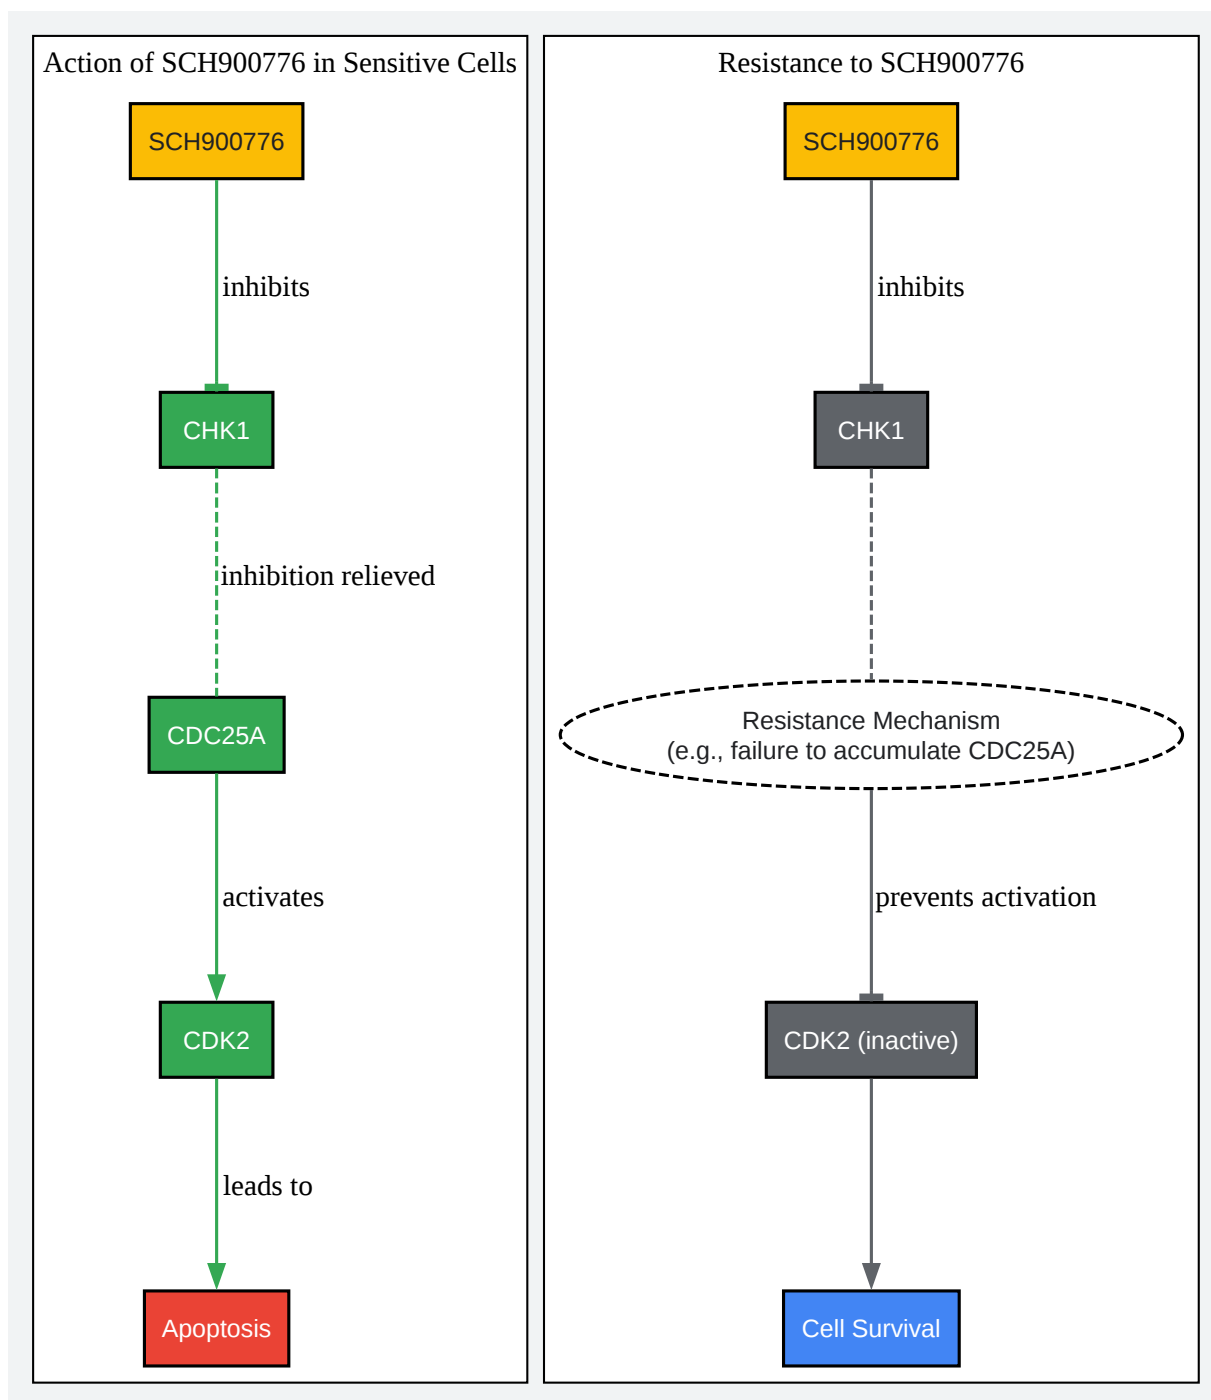 Action of SCH900776 in Sensitive Cells
SCH900776
inhibits
CHK1
inhibition relieved
CDC25A
activates
CDK2
leads to
Apoptosis
Resistance to SCH900776
SCH900776
inhibits
CHK1
Resistance Mechanism
(e.g., failure to accumulate CDC25A)
prevents activation
CDK2 (inactive)
Cell Survival